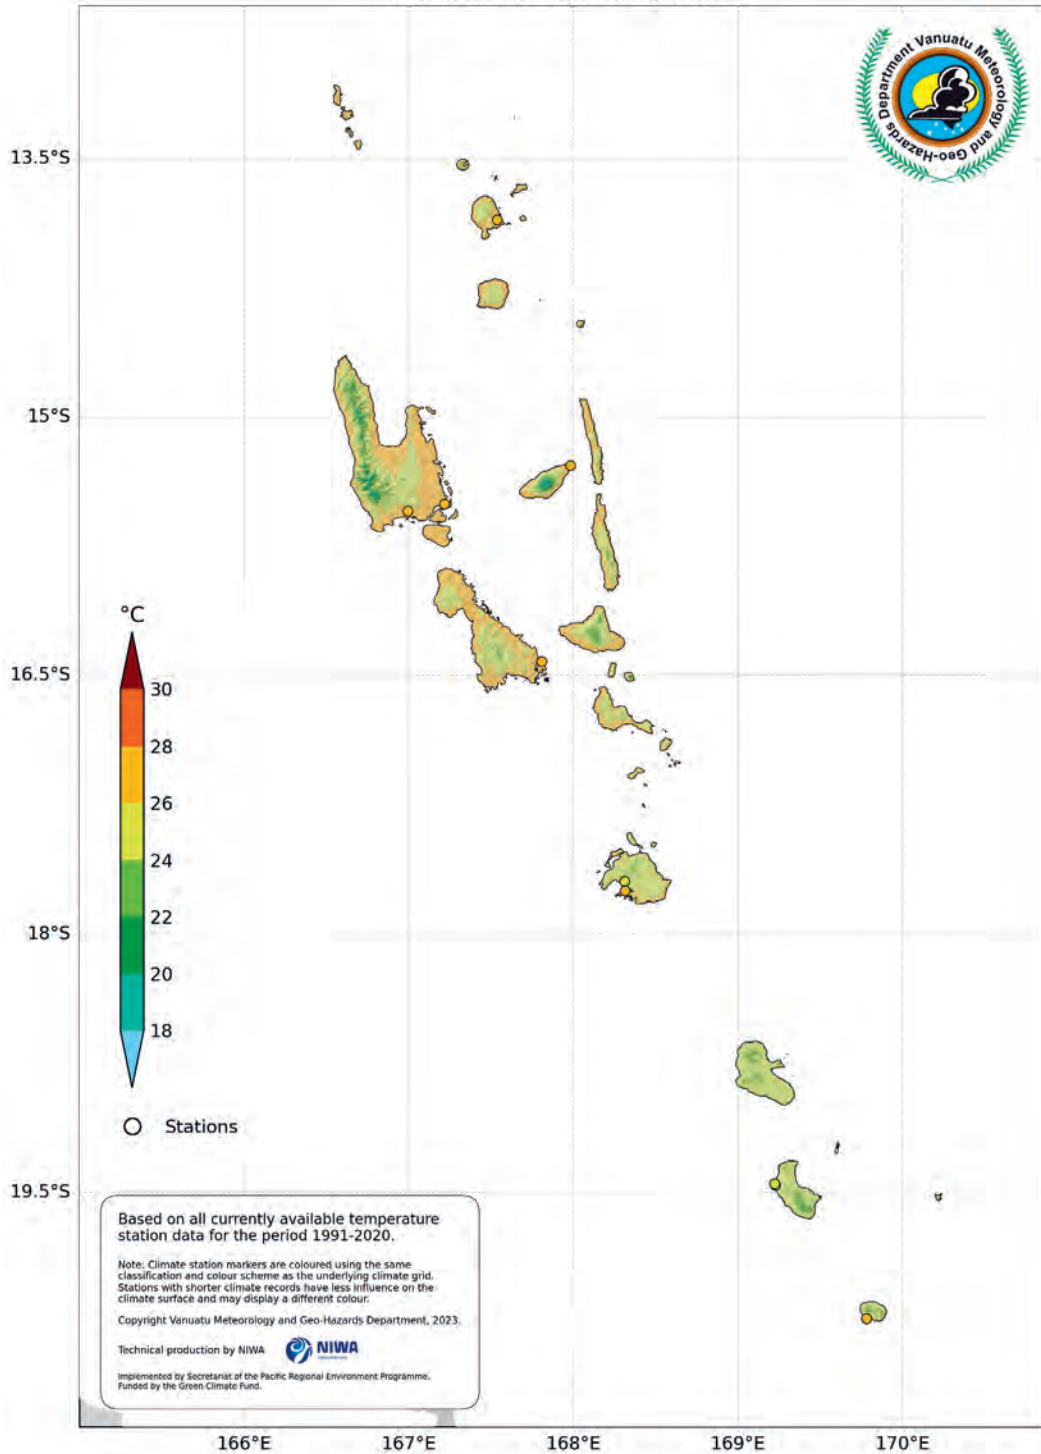 Vanuatu Meteorology and Geo-Hazards Department
13.5°S
15°S
16.5°S
18°S
19.5°S
°C
30
28
26
24
22
20
18
Stations
Based on all currently available temperature
station data for the period 1991-2020.
Note: Climate station markers are coloured using the same
classification and colour scheme as the underlying climate grid.
Stations with shorter climate records have less influence on the
climate surface and may display a different colour.
Copyright Vanuatu Meteorology and Geo-Hazards Department, 2023.
Technical production by NIWA
NIWA
Implemented by Secretariat of the Pacific Regional Environment Programme.
Funded by the Green Climate Fund.
166°E
167°E
168°E
169°E
170°E